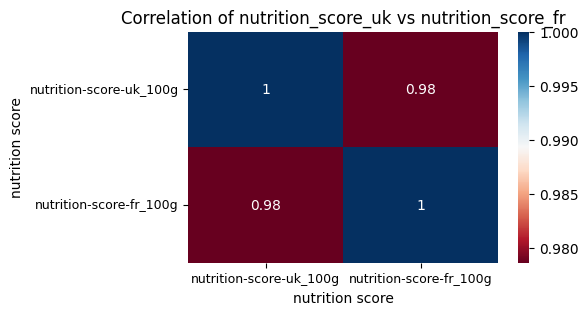 Correlation of nutrition_score_uk vs nutrition_score_fr
nutrition score
nutrition-score-uk_100g
nutrition-score-fr_100g
1
0.98
0.98
1
nutrition-score-uk_100g
nutrition-score-fr_100g
nutrition score
1.000
0.995
0.990
0.985
0.980